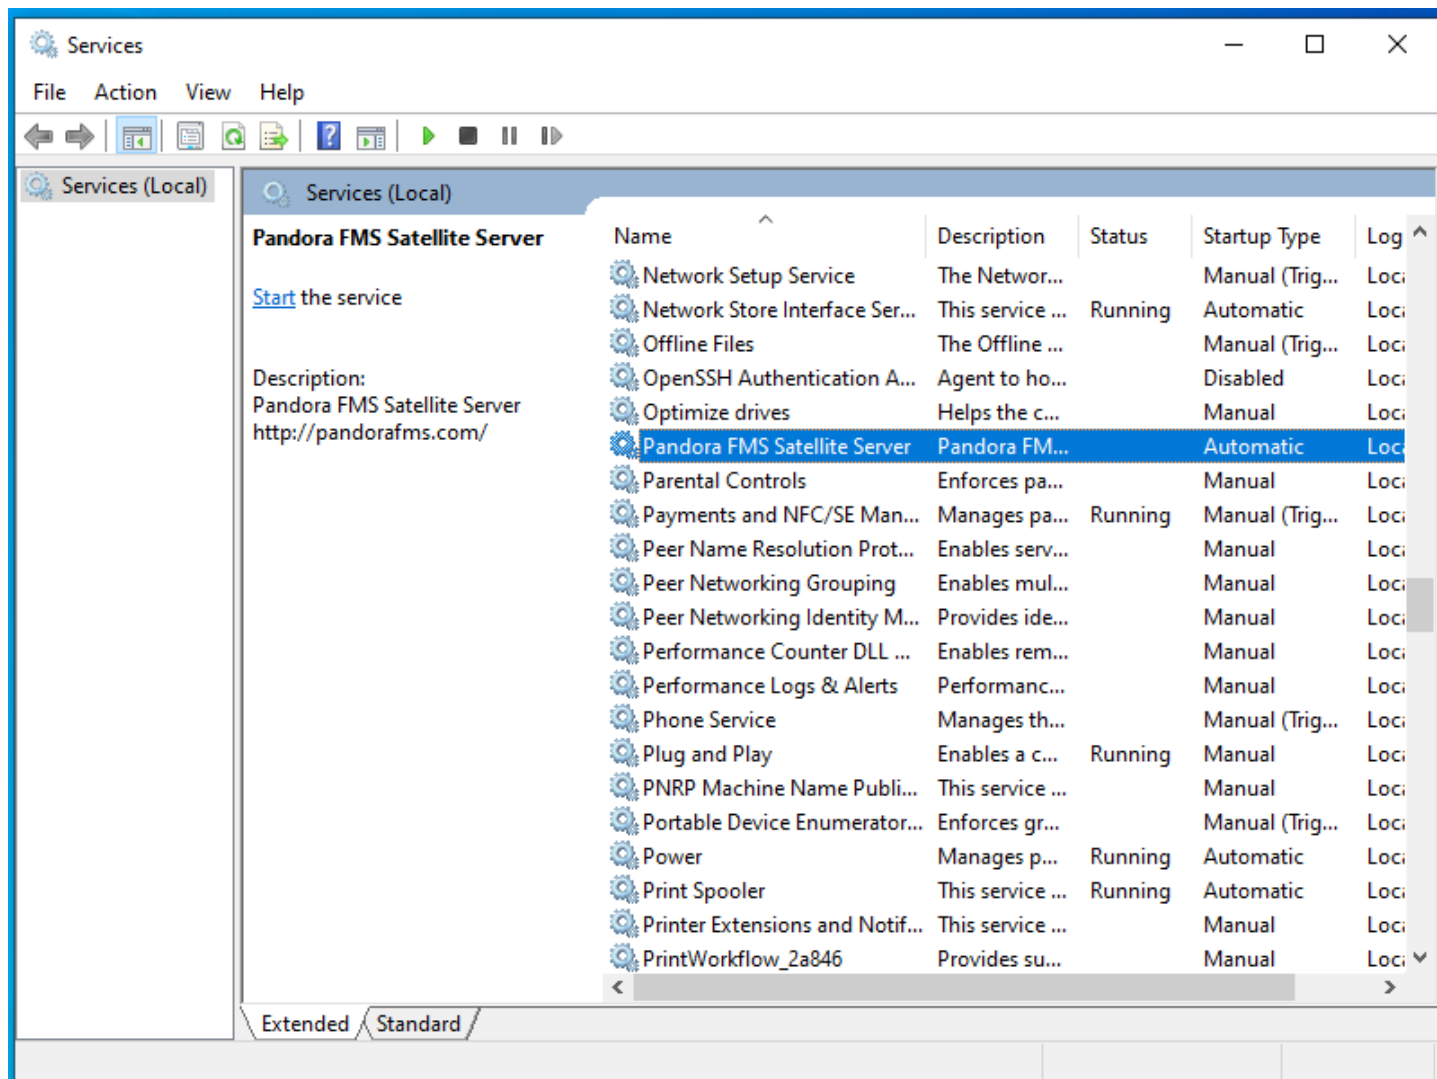 Services
File Action View Help
Services (Local)
Services (Local)
Pandora FMS Satellite Server
Start the service
Description:
Pandora FMS Satellite Server
http://pandorafms.com/
Name Description Status Startup Type Log
Network Setup Service The Networ... Manual (Trig... Loca
Network Store Interface Ser... This service ... Running Automatic Loca
Offline Files The Offline ... Manual (Trig... Loca
OpenSSH Authentication A... Agent to ho... Disabled Loca
Optimize drives Helps the c... Manual Loca
Pandora FMS Satellite Server Pandora FM... Automatic Loca
Parental Controls Enforces pa... Manual Loca
Payments and NFC/SE Man... Manages pa... Running Manual (Trig... Loca
Peer Name Resolution Prot... Enables serv... Manual Loca
Peer Networking Grouping Enables mul... Manual Loca
Peer Networking Identity M... Provides ide... Manual Loca
Performance Counter DLL ... Enables rem... Manual Loca
Performance Logs & Alerts Performanc... Manual Loca
Phone Service Manages th... Manual (Trig... Loca
Plug and Play Enables a c... Running Manual Loca
PNRP Machine Name Publi... This service ... Manual Loca
Portable Device Enumerator... Enforces gr... Manual (Trig... Loca
Power Manages p... Running Automatic Loca
Print Spooler This service ... Running Automatic Loca
Printer Extensions and Notif... This service ... Manual Loca
PrintWorkflow_2a846 Provides su... Manual Loca
Extended Standard